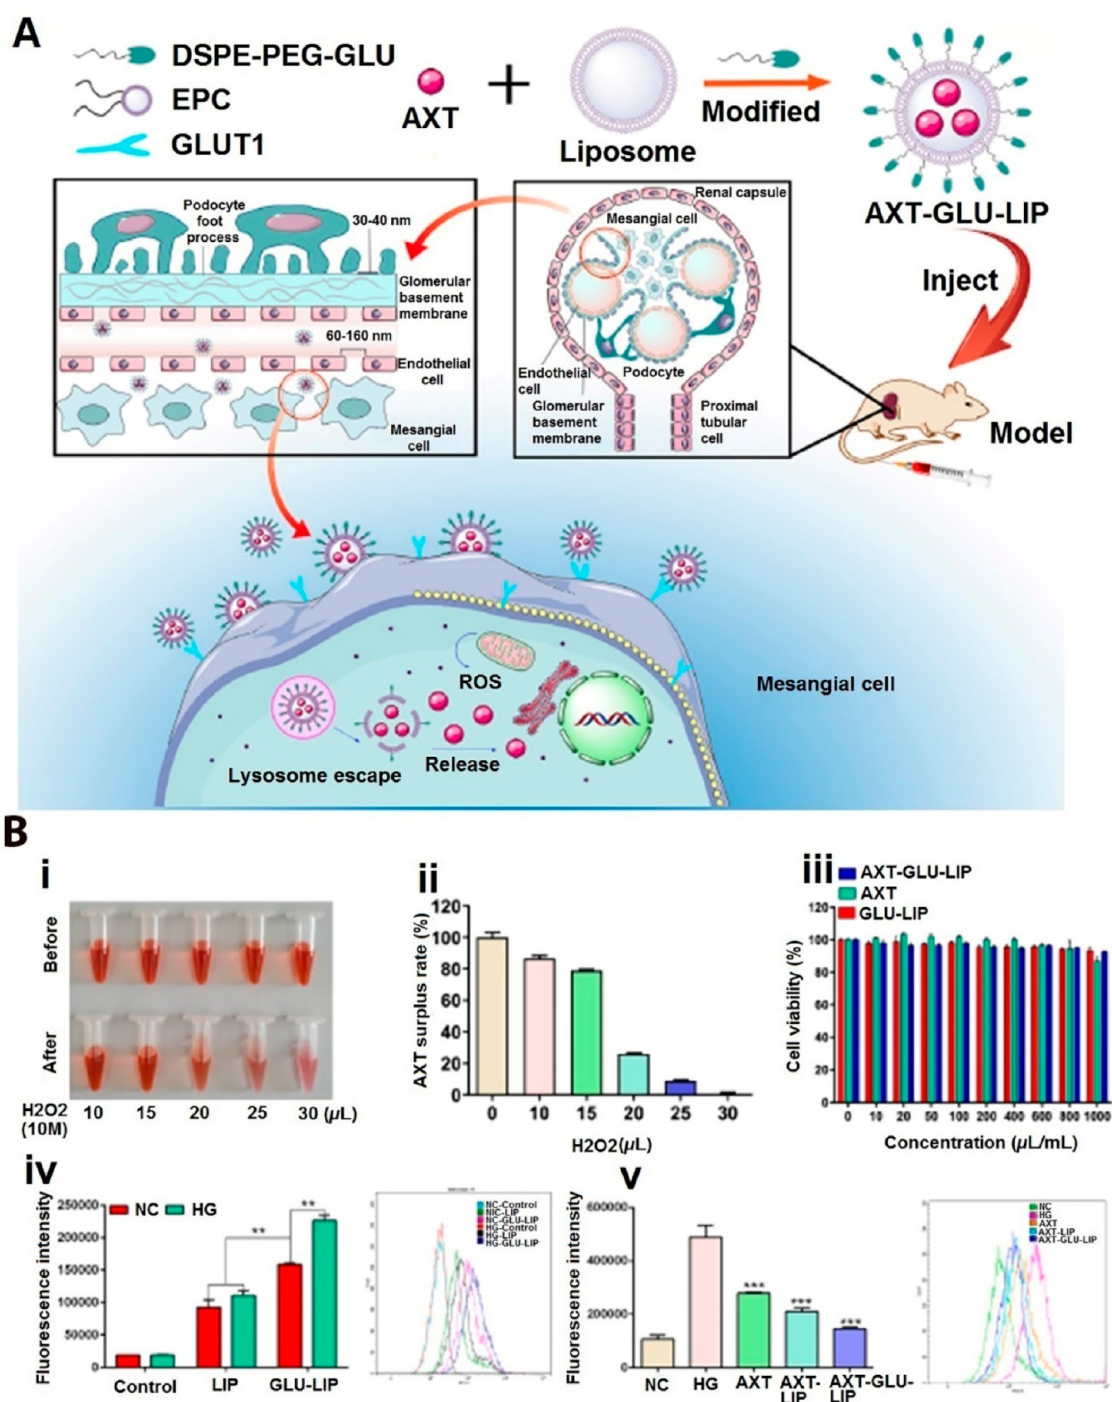 A
DSPE-PEG-GLU
EPC
GLUT1
AXT
+
Liposome
Modified
AXT-GLU-LIP
Inject
Model
Podocyte
foot
process
30-40 nm
Glomerular
basement
membrane
60-160 nm
Endothelial
cell
Mesangial
cell
Renal capsule
Mesangial cell
Endothelial
cell
Podocyte
Glomerular
basement
membrane
Proximal
tubular
cell
ROS
Lysosome escape
Release
Mesangial cell
B
i
Before
After
H2O2
(10M)
10 15 20 25 30 (μL)
ii
AXT surplus rate (%)
120
100
80
60
40
20
0
0 10 15 20 25 30
H2O2(μL)
iii
AXT-GLU-LIP
AXT
GLU-LIP
Cell viability (%)
120
100
80
60
40
20
0
0 10 20 50 100 200 400 600 800 1000
Concentration (μL/mL)
iv
Fluorescence intensity
NC HG
250000
200000
150000
100000
50000
0
**
**
Control LIP GLU-LIP
NC-Control
NC-LIP
NC-GLU-LIP
HG-Control
HG-LIP
HG-GLU-LIP
v
Fluorescence intensity
600000
400000
200000
0
***
***
***
NC HG AXT AXT-LIP AXT-GLU-LIP
NC
HG
AXT
AXT-LIP
AXT-GLU-LIP